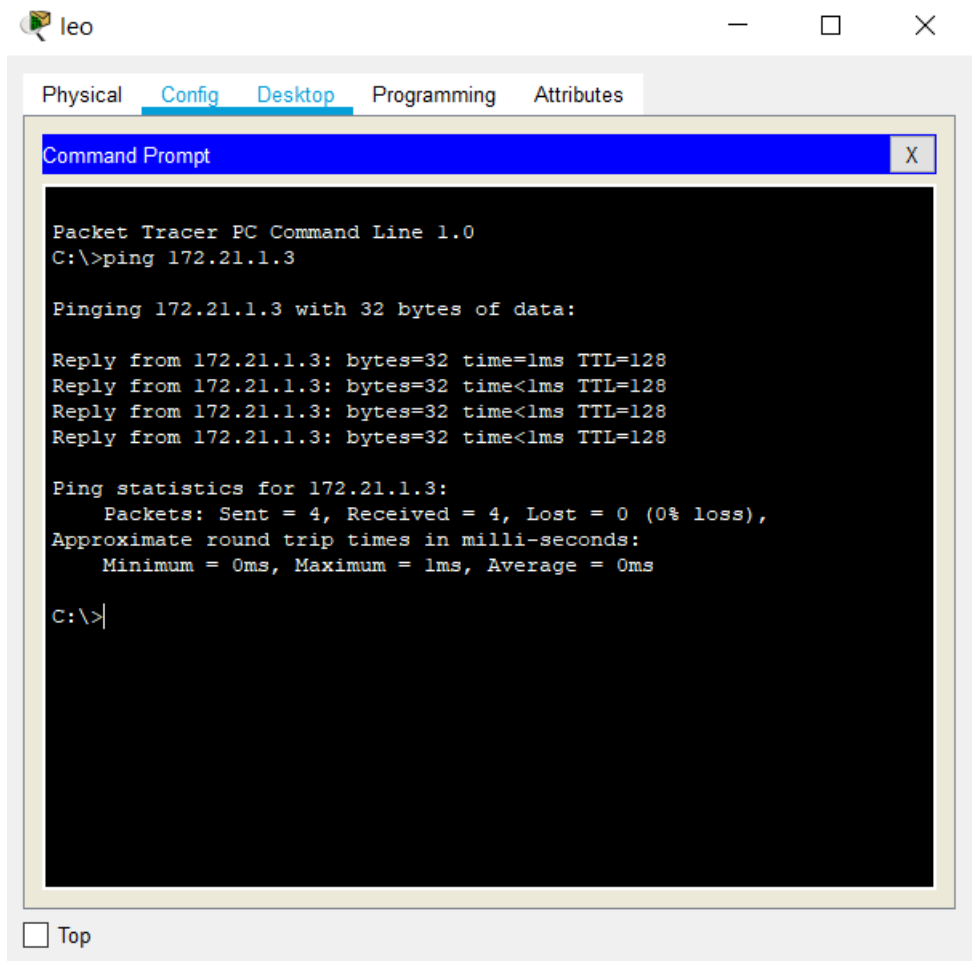 leo
Physical Config Desktop Programming Attributes
Command Prompt X
Packet Tracer PC Command Line 1.0
C:\>ping 172.21.1.3
Pinging 172.21.1.3 with 32 bytes of data:
Reply from 172.21.1.3: bytes=32 time=1ms TTL=128
Reply from 172.21.1.3: bytes=32 time<1ms TTL=128
Reply from 172.21.1.3: bytes=32 time<1ms TTL=128
Reply from 172.21.1.3: bytes=32 time<1ms TTL=128
Ping statistics for 172.21.1.3:
Packets: Sent = 4, Received = 4, Lost = 0 (0% loss),
Approximate round trip times in milli-seconds:
Minimum = 0ms, Maximum = 1ms, Average = 0ms
C:\>
Top